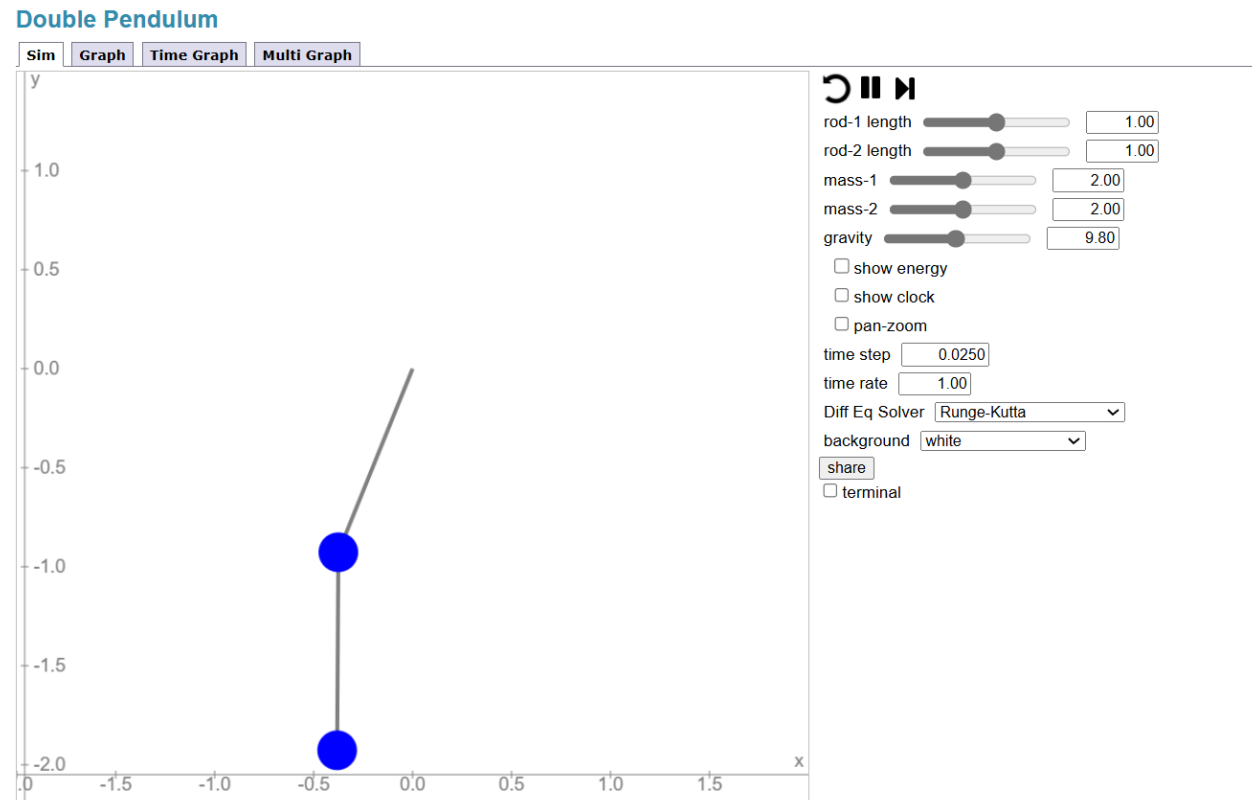 Double Pendulum
Sim Graph Time Graph Multi Graph
y
1.0
0.5
0.0
-0.5
-1.0
-1.5
-2.0
x
.0 -1.5 -1.0 -0.5 0.0 0.5 1.0 1.5
rod-1 length 1.00
rod-2 length 1.00
mass-1 2.00
mass-2 2.00
gravity 9.80
show energy
show clock
pan-zoom
time step 0.0250
time rate 1.00
Diff Eq Solver Runge-Kutta
background white
share
terminal